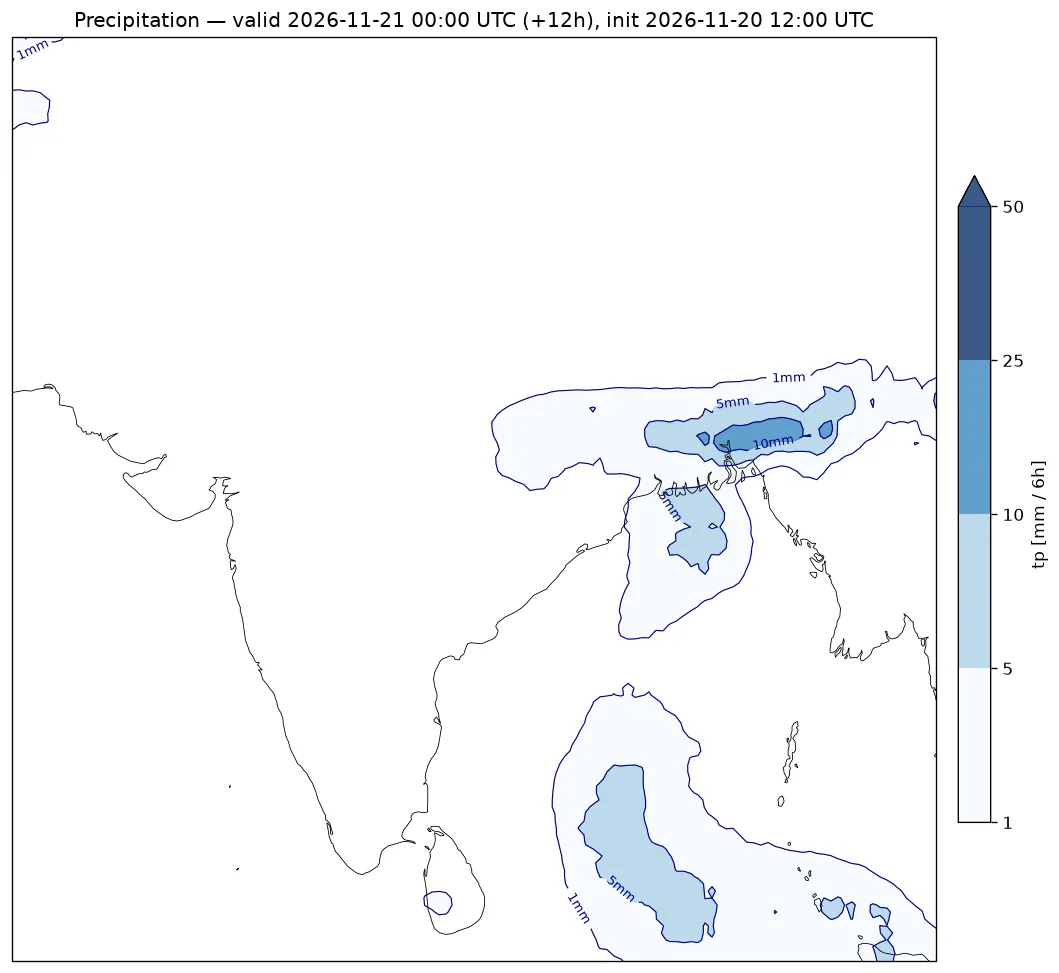 Precipitation — valid 2026-11-21 00:00 UTC (+12h), init 2026-11-20 12:00 UTC
1mm
1mm
5mm
10mm
5mm
5mm
1mm
50
25
10
5
1
tp [mm / 6h]